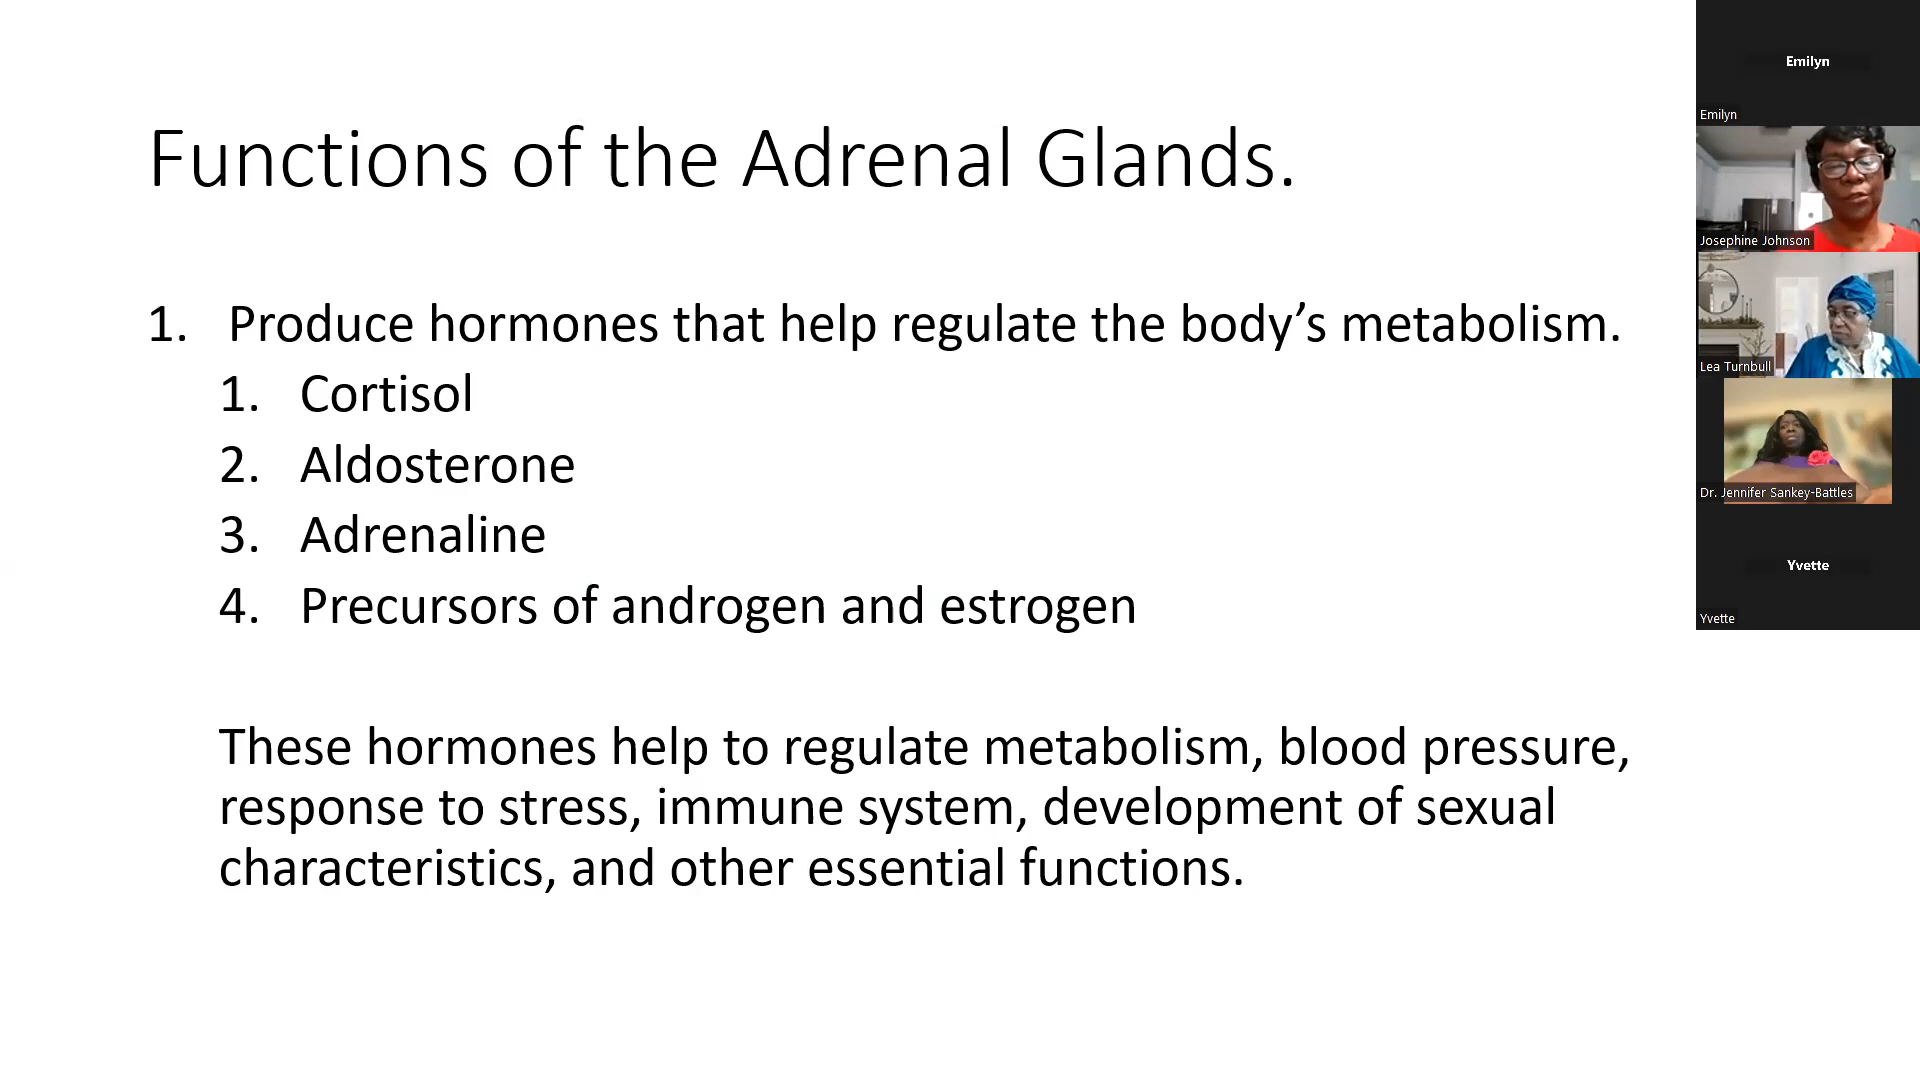 Functions of the Adrenal Glands.
1. Produce hormones that help regulate the body’s metabolism.
1. Cortisol
2. Aldosterone
3. Adrenaline
4. Precursors of androgen and estrogen
These hormones help to regulate metabolism, blood pressure,
response to stress, immune system, development of sexual
characteristics, and other essential functions.
Emilyn
Emilyn
Josephine Johnson
Lea Turnbull
Dr. Jennifer Sankey-Battles
Yvette
Yvette